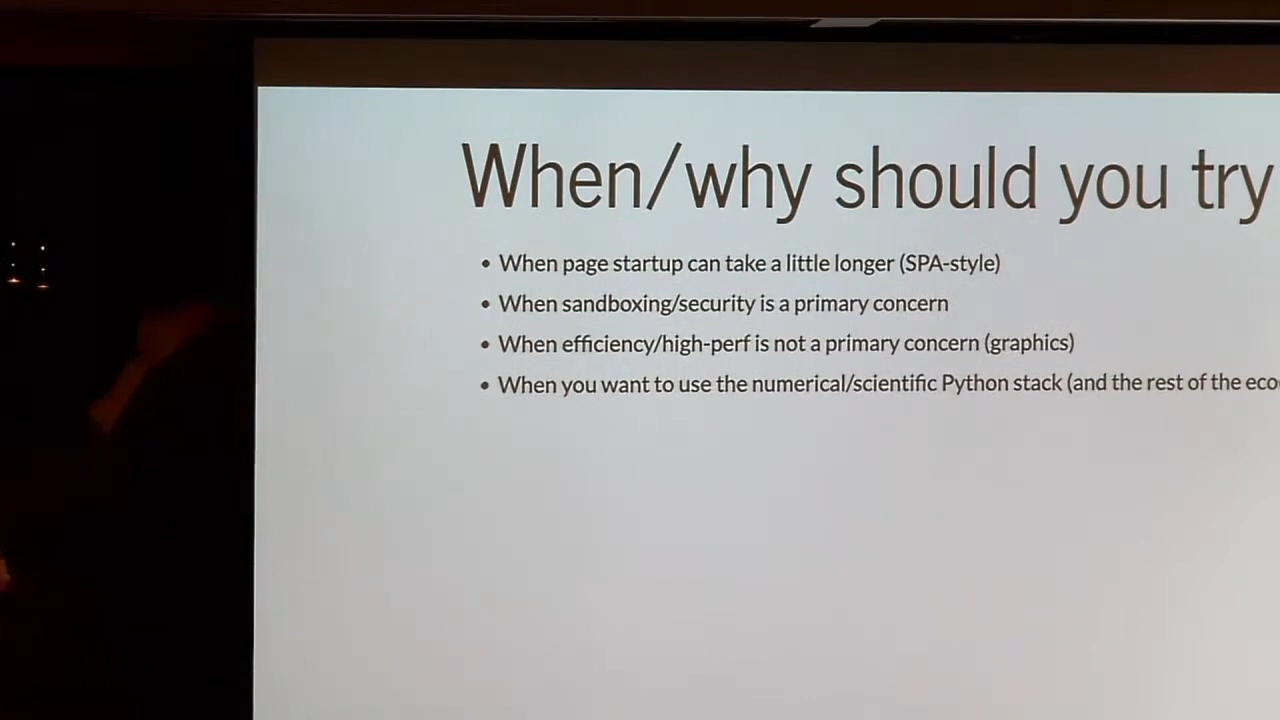 When/why should you try
• When page startup can take a little longer (SPA-style)
• When sandboxing/security is a primary concern
• When efficiency/high-perf is not a primary concern (graphics)
• When you want to use the numerical/scientific Python stack (and the rest of the eco